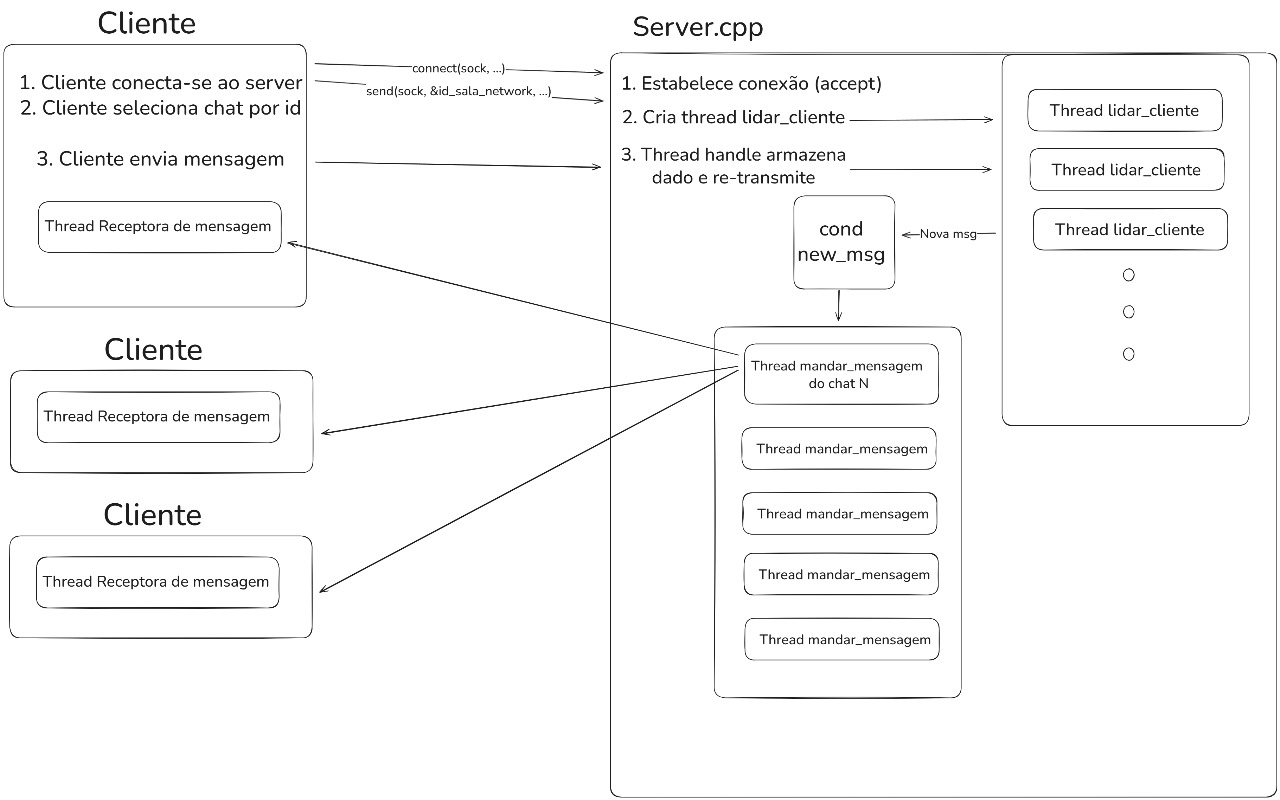 Cliente
1. Cliente conecta-se ao server
2. Cliente seleciona chat por id
3. Cliente envia mensagem
Thread Receptora de mensagem
connect(sock, ...)
send(sock, &id_sala_network, ...)
Server.cpp
1. Estabelece conexão (accept)
2. Cria thread lidar_cliente
3. Thread handle armazena
dado e re-transmite
Thread lidar_cliente
Thread lidar_cliente
Thread lidar_cliente
Nova msg
cond
new_msg
Thread mandar_mensagem
do chat N
Thread mandar_mensagem
Thread mandar_mensagem
Thread mandar_mensagem
Thread mandar_mensagem
Cliente
Thread Receptora de mensagem
Cliente
Thread Receptora de mensagem